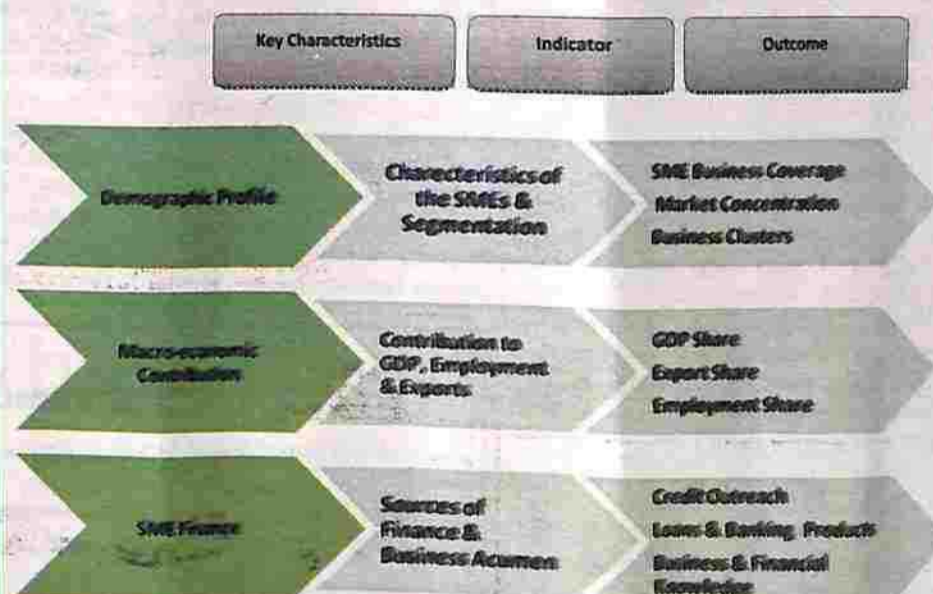 Key Characteristics
Indicator
Outcome
Demographic Profile
Charecteristics of
the SMEs &
Segmentation
SME Business Coverage
Market Concentration
Business Clusters
Macro-economic
Contribution
Contribution to
GDP, Employment
& Exports
GDP Share
Export Share
Employment Share
SME Finance
Sources of
Finance &
Business Acumen
Credit Outreach
Loans & Banking Products
Business & Financial
Knowledge